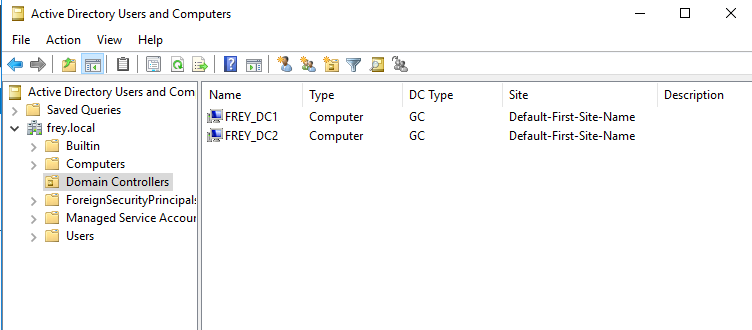 Active Directory Users and Computers
File Action View Help
Active Directory Users and Com
Saved Queries
frey.local
Builtin
Computers
Domain Controllers
ForeignSecurityPrincipals
Managed Service Accour
Users
Name Type DC Type Site Description
FREY_DC1 Computer GC Default-First-Site-Name
FREY_DC2 Computer GC Default-First-Site-Name